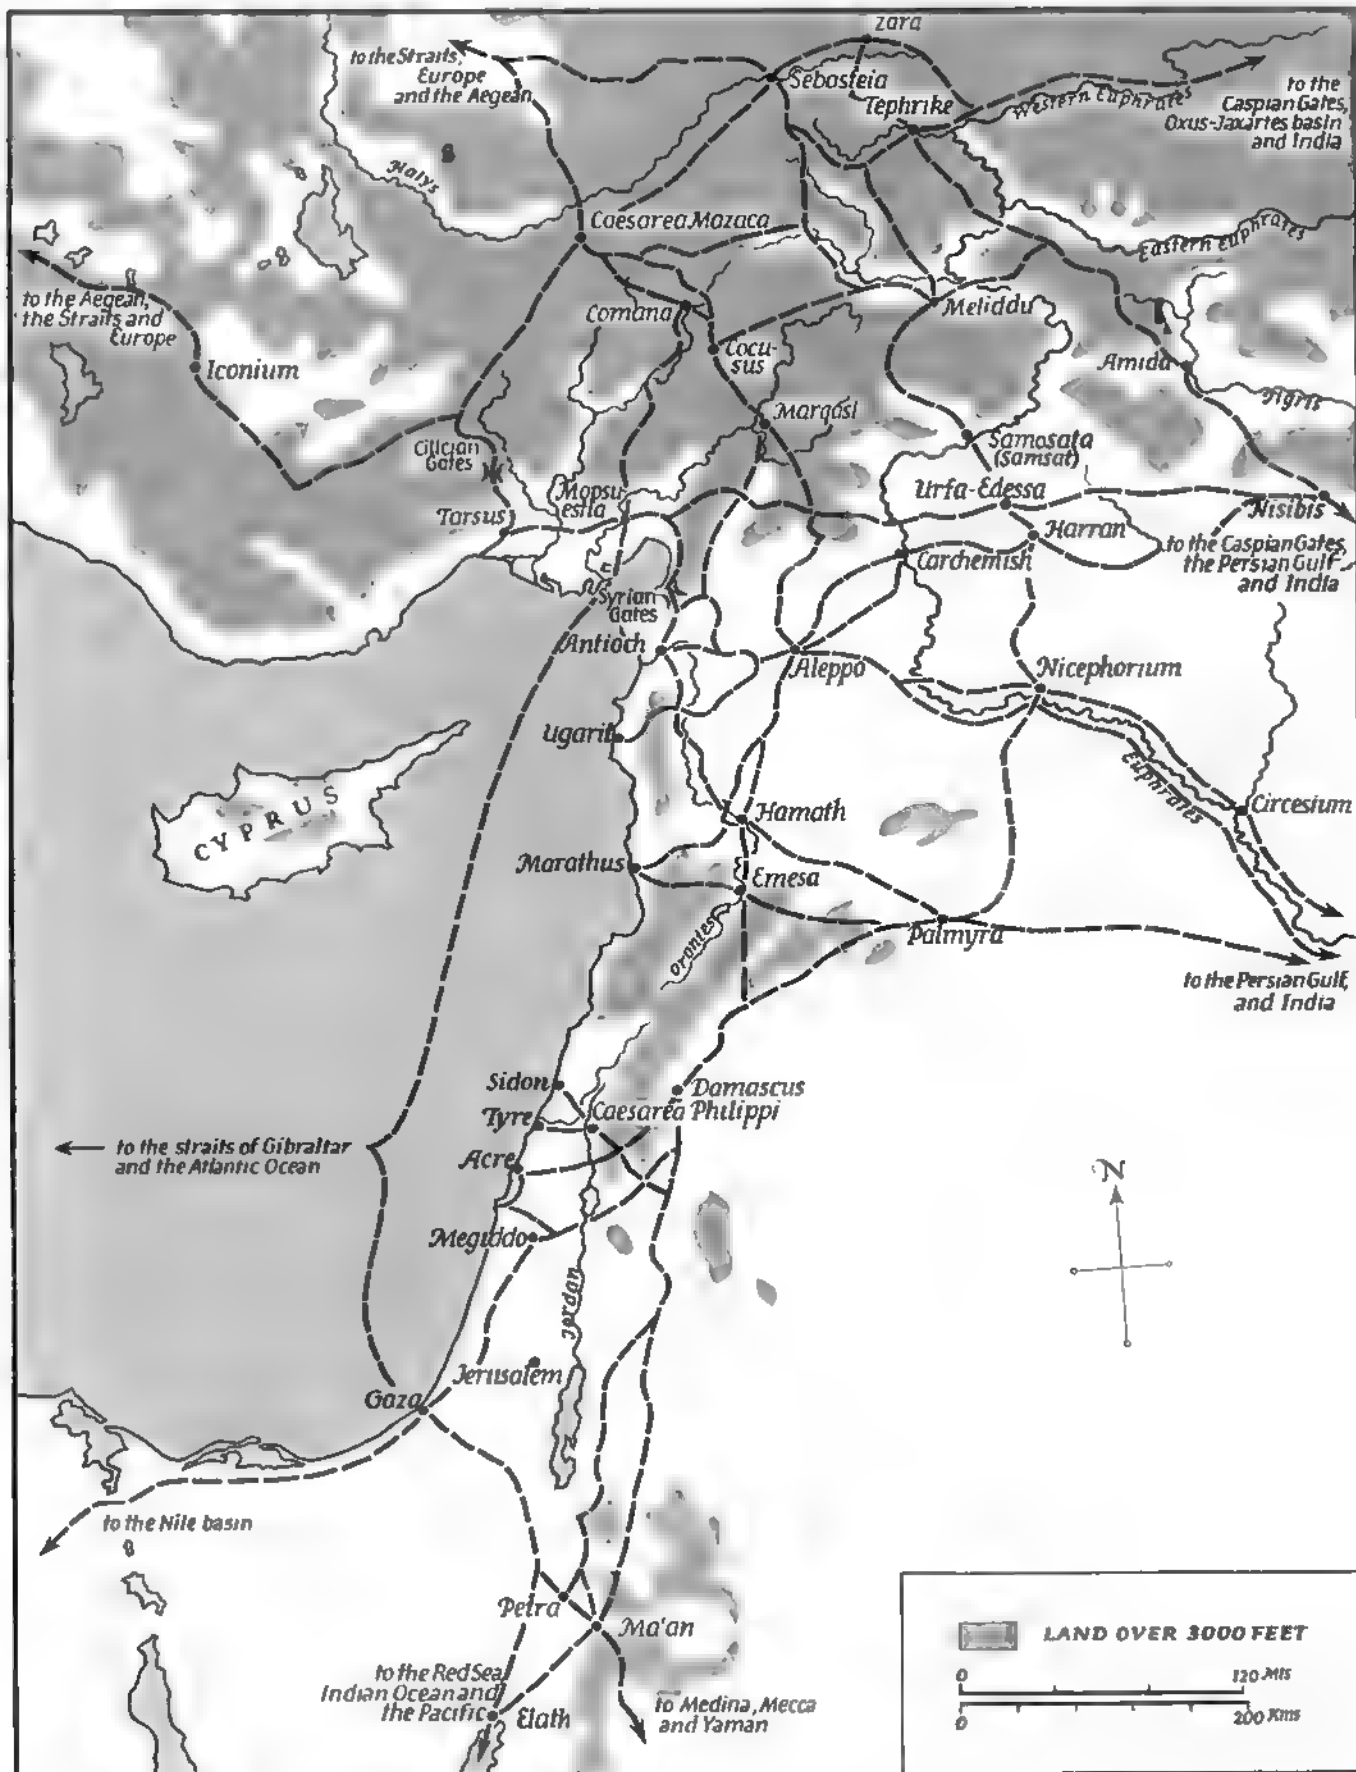 Zara
to the Straits,
Europe
and the Aegean
Sebasteia
Tephrike
Western Euphrates
to the
Caspian Gates,
Oxus-Jaxartes basin
and India
Halys
Caesarea Mazaca
Eastern Euphrates
to the Aegean,
the Straits and
Europe
Comana
Meliddu
Iconium
Cocu-
sus
Amida
Tigris
Marqasi
Cilician
Gates
Samosata
(Samsat)
Mopsu-
estia
Urfa-Edessa
Tarsus
Nisibis
Harran
Carchemish
to the Caspian Gates,
the Persian Gulf
and India
Syrian
Gates
Antioch
Aleppo
Nicephorium
Ugarit
Euphrates
CYPRUS
Hamath
Circesium
Marathus
Emesa
Orontes
Palmyra
to the Persian Gulf,
and India
Sidon
Damascus
Tyre
Caesarea Philippi
to the straits of Gibraltar
and the Atlantic Ocean
Acre
N
Megiddo
Jordan
Jerusalem
Gaza
to the Nile basin
Petra
Ma'an
LAND OVER 3000 FEET
to the Red Sea
Indian Ocean and
the Pacific
Elath
to Medina, Mecca
and Yaman
0 120 Mls
0 200 Kms